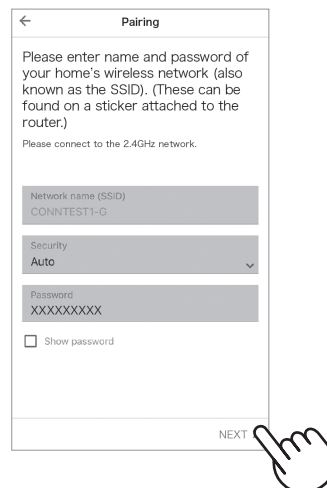 Pairing
Please enter name and password of
your home's wireless network (also
known as the SSID). (These can be
found on a sticker attached to the
router.)
Please connect to the 2.4GHz network.
Network name (SSID)
CONNTEST1-G
Security
Auto
Password
XXXXXXXXX
Show password
NEXT